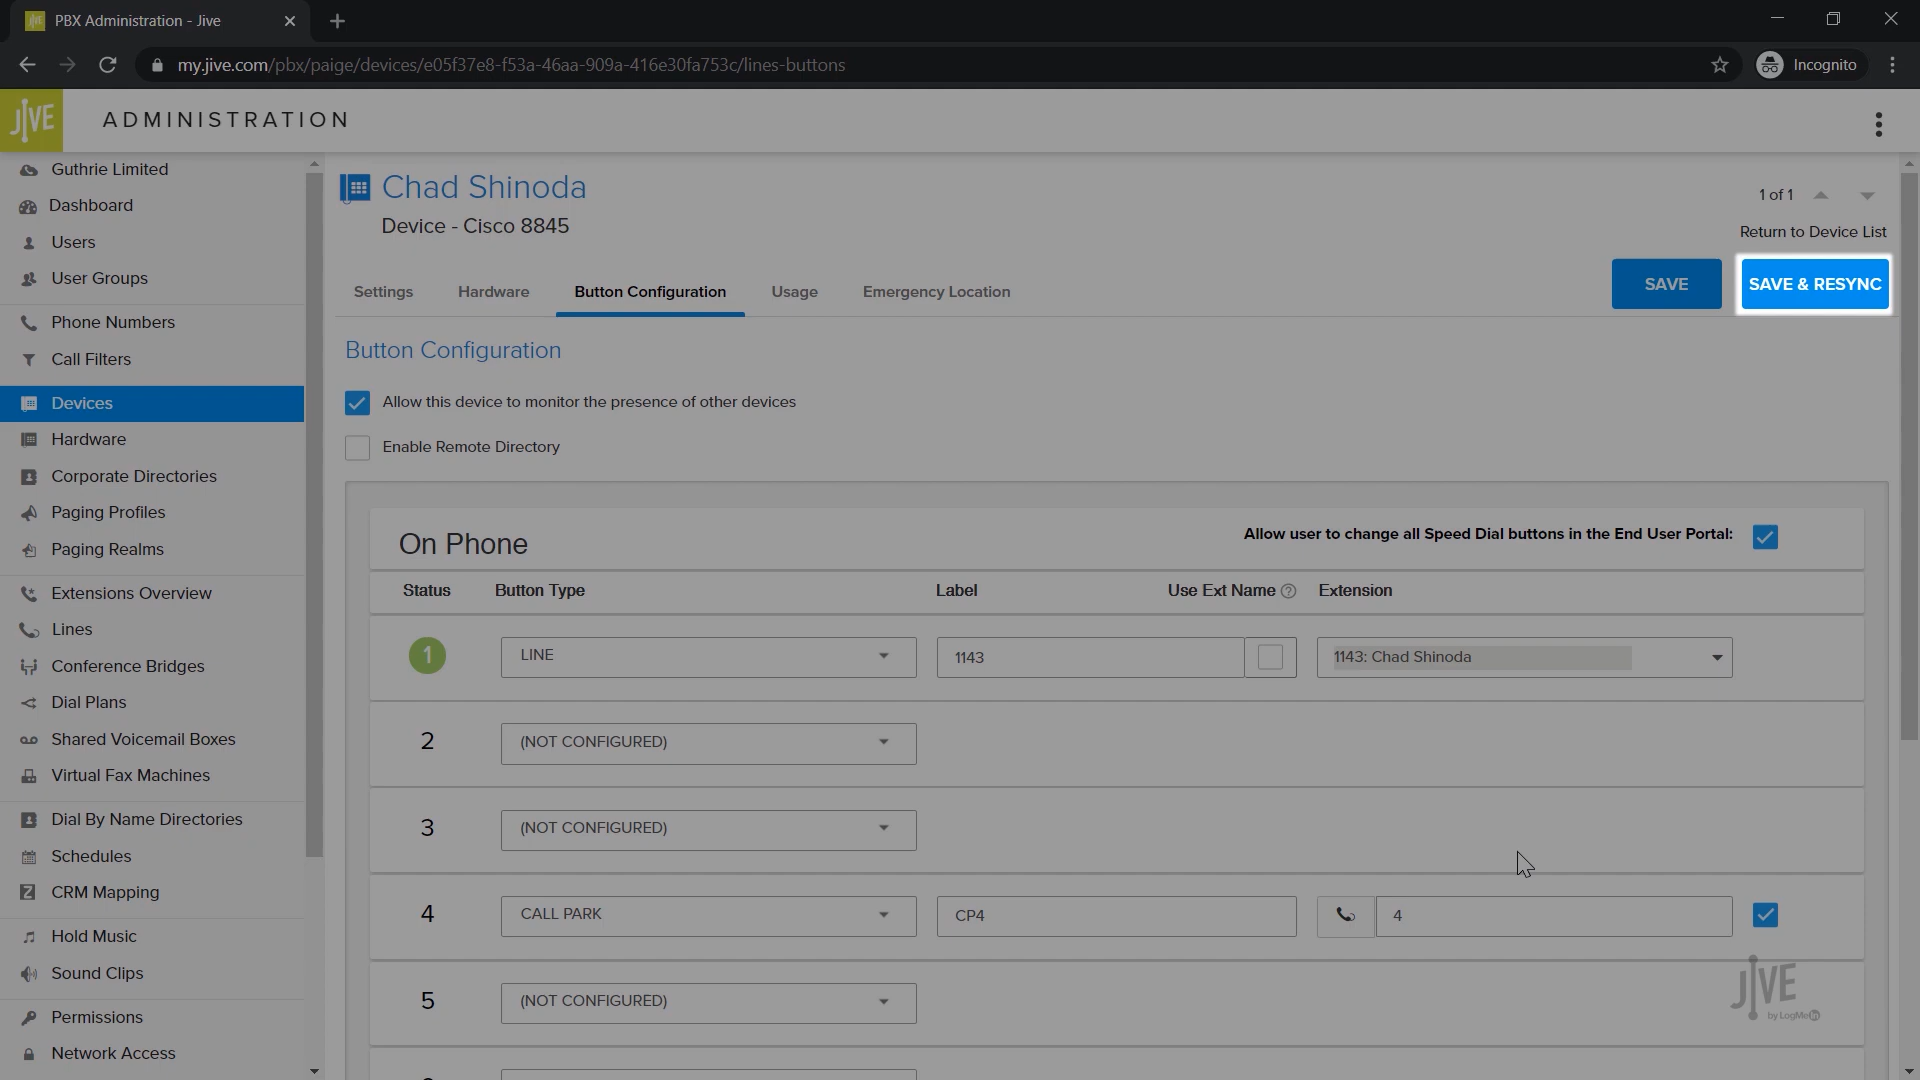 PBX Administration - Jive
my.jive.com/pbx/paige/devices/e05f37e8-f53a-46aa-909a-416e30fa753c/lines-buttons
Incognito
JIVE
ADMINISTRATION
Guthrie Limited
Dashboard
Users
User Groups
Phone Numbers
Call Filters
Devices
Hardware
Corporate Directories
Paging Profiles
Paging Realms
Extensions Overview
Lines
Conference Bridges
Dial Plans
Shared Voicemail Boxes
Virtual Fax Machines
Dial By Name Directories
Schedules
CRM Mapping
Hold Music
Sound Clips
Permissions
Network Access
Chad Shinoda
Device - Cisco 8845
1 of 1
Return to Device List
Settings Hardware Button Configuration Usage Emergency Location
SAVE SAVE & RESYNC
Button Configuration
Allow this device to monitor the presence of other devices
Enable Remote Directory
On Phone
Allow user to change all Speed Dial buttons in the End User Portal:
Status Button Type Label Use Ext Name ? Extension
1 LINE 1143 1143: Chad Shinoda
2 (NOT CONFIGURED)
3 (NOT CONFIGURED)
4 CALL PARK CP4 4
5 (NOT CONFIGURED)
JIVE
by LogMeIn